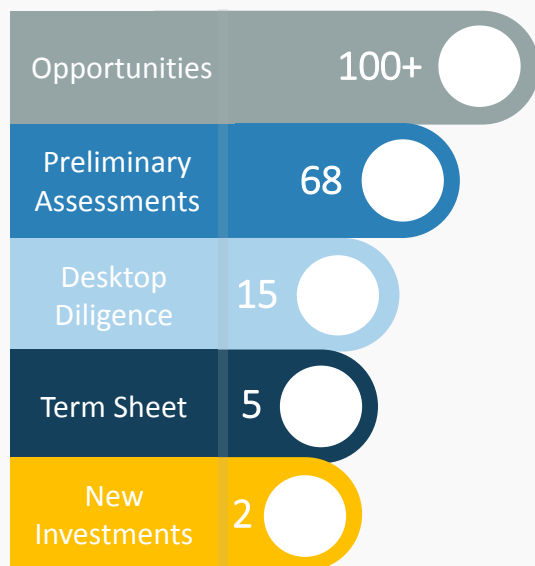 Opportunities 100+
Preliminary
Assessments
68
Desktop
Diligence
15
Term Sheet 5
New
Investments
2